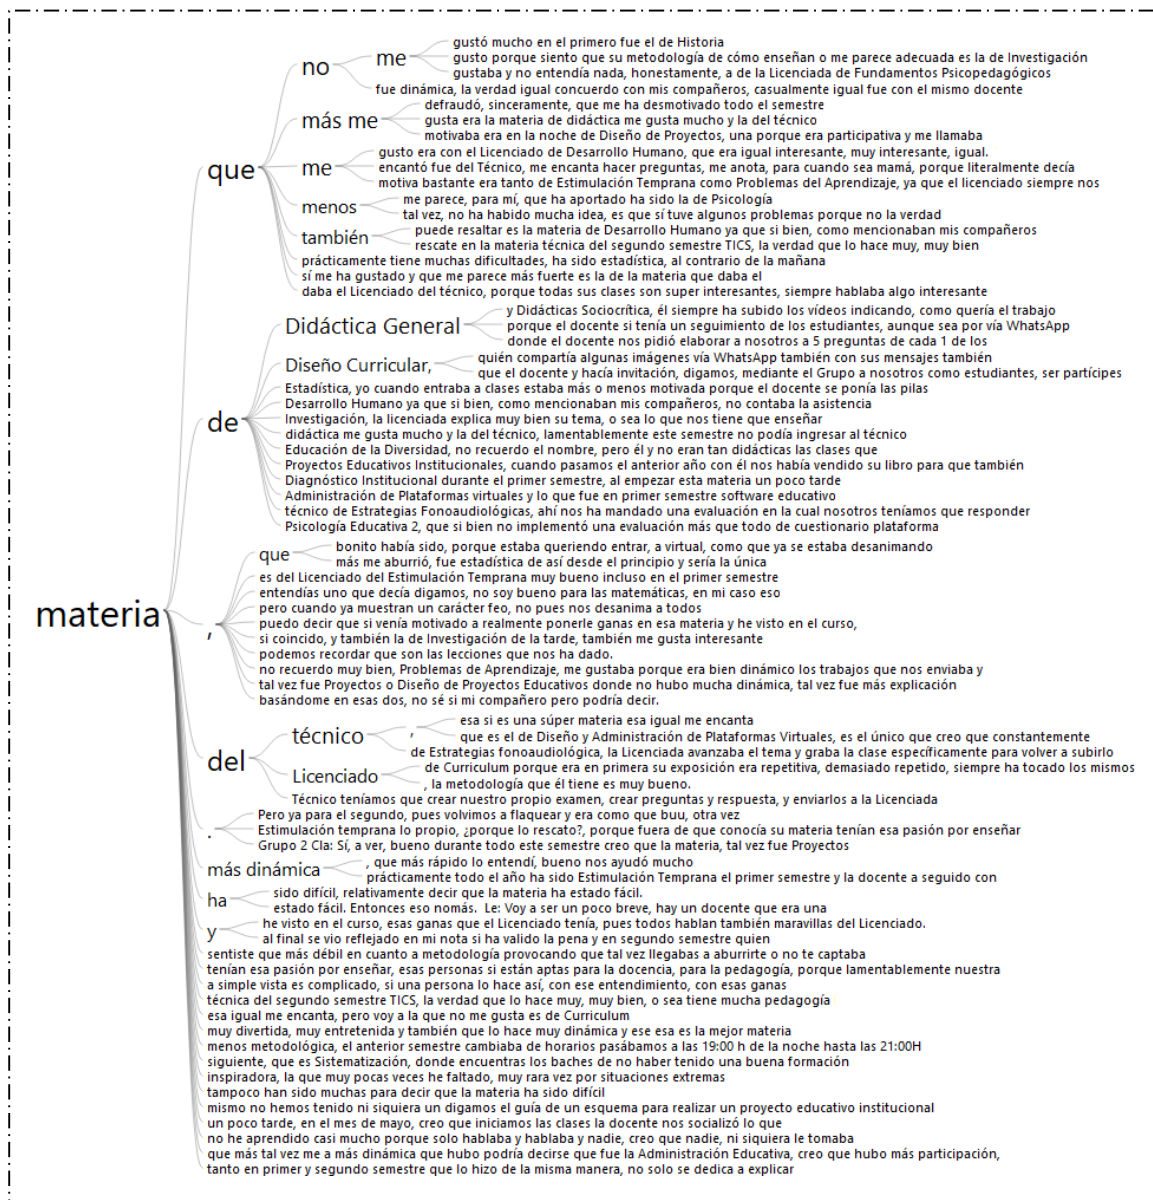 materia
que
no
me
gustó mucho en el primero fue el de Historia
gusto porque siento que su metodología de cómo enseñan o me parece adecuada es la de Investigación
gustaba y no entendía nada, honestamente, a de la Licenciada de Fundamentos Psicopedagógicos
fue dinámica, la verdad igual concuerdo con mis compañeros, casualmente igual fue con el mismo docente
más me
defraudó, sinceramente, que me ha desmotivado todo el semestre
gusta era la materia de didáctica me gusta mucho y la del técnico
motivaba era en la noche de Diseño de Proyectos, una porque era participativa y me llamaba
me
gusto era con el Licenciado de Desarrollo Humano, que era igual interesante, muy interesante, igual.
encantó fue del Técnico, me encanta hacer preguntas, me anota, para cuando sea mamá, porque literalmente decía
motiva bastante era tanto de Estimulación Temprana como Problemas del Aprendizaje, ya que el licenciado siempre nos
menos
me parece, para mí, que ha aportado ha sido la de Psicología
tal vez, no ha habido mucha idea, es que sí tuve algunos problemas porque no la verdad
también
puede resaltar es la materia de Desarrollo Humano ya que si bien, como mencionaban mis compañeros
rescate en la materia técnica del segundo semestre TICS, la verdad que lo hace muy, muy bien
prácticamente tiene muchas dificultades, ha sido estadística, al contrario de la mañana
sí me ha gustado y que me parece más fuerte es la de la materia que daba el
daba el Licenciado del técnico, porque todas sus clases son super interesantes, siempre hablaba algo interesante
de
Didáctica General
y Didácticas Sociocrítica, él siempre ha subido los vídeos indicando, como quería el trabajo
porque el docente si tenía un seguimiento de los estudiantes, aunque sea por vía WhatsApp
donde el docente nos pidió elaborar a nosotros a 5 preguntas de cada 1 de los
Diseño Curricular,
quién compartía algunas imágenes vía WhatsApp también con sus mensajes también
que el docente y hacía invitación, digamos, mediante el Grupo a nosotros como estudiantes, ser partícipes
Estadística, yo cuando entraba a clases estaba más o menos motivada porque el docente se ponía las pilas
Desarrollo Humano ya que si bien, como mencionaban mis compañeros, no contaba la asistencia
Investigación, la licenciada explica muy bien su tema, o sea lo que nos tiene que enseñar
didáctica me gusta mucho y la del técnico, lamentablemente este semestre no podía ingresar al técnico
Educación de la Diversidad, no recuerdo el nombre, pero él y no eran tan didácticas las clases que
Proyectos Educativos Institucionales, cuando pasamos el anterior año con él nos había vendido su libro para que también
Diagnóstico Institucional durante el primer semestre, al empezar esta materia un poco tarde
Administración de Plataformas virtuales y lo que fue en primer semestre software educativo
técnico de Estrategias Fonoaudiológicas, ahí nos ha mandado una evaluación en la cual nosotros teníamos que responder
Psicología Educativa 2, que si bien no implementó una evaluación más que todo de cuestionario plataforma
,
que
bonito había sido, porque estaba queriendo entrar, a virtual, como que ya se estaba desanimando
más me aburrió, fue estadística de así desde el principio y sería la única
es del Licenciado del Estimulación Temprana muy bueno incluso en el primer semestre
entendías uno que decía digamos, no soy bueno para las matemáticas, en mi caso eso
pero cuando ya muestran un carácter feo, no pues nos desanima a todos
puedo decir que si venía motivado a realmente ponerle ganas en esa materia y he visto en el curso,
si coincido, y también la de Investigación de la tarde, también me gusta interesante
podemos recordar que son las lecciones que nos ha dado.
no recuerdo muy bien, Problemas de Aprendizaje, me gustaba porque era bien dinámico los trabajos que nos enviaba y
tal vez fue Proyectos o Diseño de Proyectos Educativos donde no hubo mucha dinámica, tal vez fue más explicación
basándome en esas dos, no sé si mi compañero pero podría decir.
del
técnico
,
esa si es una súper materia esa igual me encanta
que es el de Diseño y Administración de Plataformas Virtuales, es el único que creo que constantemente
de Estrategias fonoaudiológica, la Licenciada avanzaba el tema y graba la clase específicamente para volver a subirlo
Licenciado
de Curriculum porque era en primera su exposición era repetitiva, demasiado repetido, siempre ha tocado los mismos
, la metodología que él tiene es muy bueno.
Técnico teníamos que crear nuestro propio examen, crear preguntas y respuesta, y enviarlos a la Licenciada
.
Pero ya para el segundo, pues volvimos a flaquear y era como que buu, otra vez
Estimulación temprana lo propio, ¿porque lo rescato?, porque fuera de que conocía su materia tenían esa pasión por enseñar
Grupo 2 Cla: Sí, a ver, bueno durante todo este semestre creo que la materia, tal vez fue Proyectos
más dinámica
, que más rápido lo entendí, bueno nos ayudó mucho
prácticamente todo el año ha sido Estimulación Temprana el primer semestre y la docente a seguido con
ha
sido difícil, relativamente decir que la materia ha estado fácil.
estado fácil. Entonces eso nomás.  Le: Voy a ser un poco breve, hay un docente que era una
y
he visto en el curso, esas ganas que el Licenciado tenía, pues todos hablan también maravillas del Licenciado.
al final se vio reflejado en mi nota si ha valido la pena y en segundo semestre quien
sentiste que más débil en cuanto a metodología provocando que tal vez llegabas a aburrirte o no te captaba
tenían esa pasión por enseñar, esas personas si están aptas para la docencia, para la pedagogía, porque lamentablemente nuestra
a simple vista es complicado, si una persona lo hace así, con ese entendimiento, con esas ganas
técnica del segundo semestre TICS, la verdad que lo hace muy, muy bien, o sea tiene mucha pedagogía
esa igual me encanta, pero voy a la que no me gusta es de Curriculum
muy divertida, muy entretenida y también que lo hace muy dinámica y ese esa es la mejor materia
menos metodológica, el anterior semestre cambiaba de horarios pasábamos a las 19:00 h de la noche hasta las 21:00H
siguiente, que es Sistematización, donde encuentras los baches de no haber tenido una buena formación
inspiradora, la que muy pocas veces he faltado, muy rara vez por situaciones extremas
tampoco han sido muchas para decir que la materia ha sido difícil
mismo no hemos tenido ni siquiera un digamos el guía de un esquema para realizar un proyecto educativo institucional
un poco tarde, en el mes de mayo, creo que iniciamos las clases la docente nos socializó lo que
no he aprendido casi mucho porque solo hablaba y hablaba y nadie, creo que nadie, ni siquiera le tomaba
que más tal vez me a más dinámica que hubo podría decirse que fue la Administración Educativa, creo que hubo más participación,
tanto en primer y segundo semestre que lo hizo de la misma manera, no solo se dedica a explicar